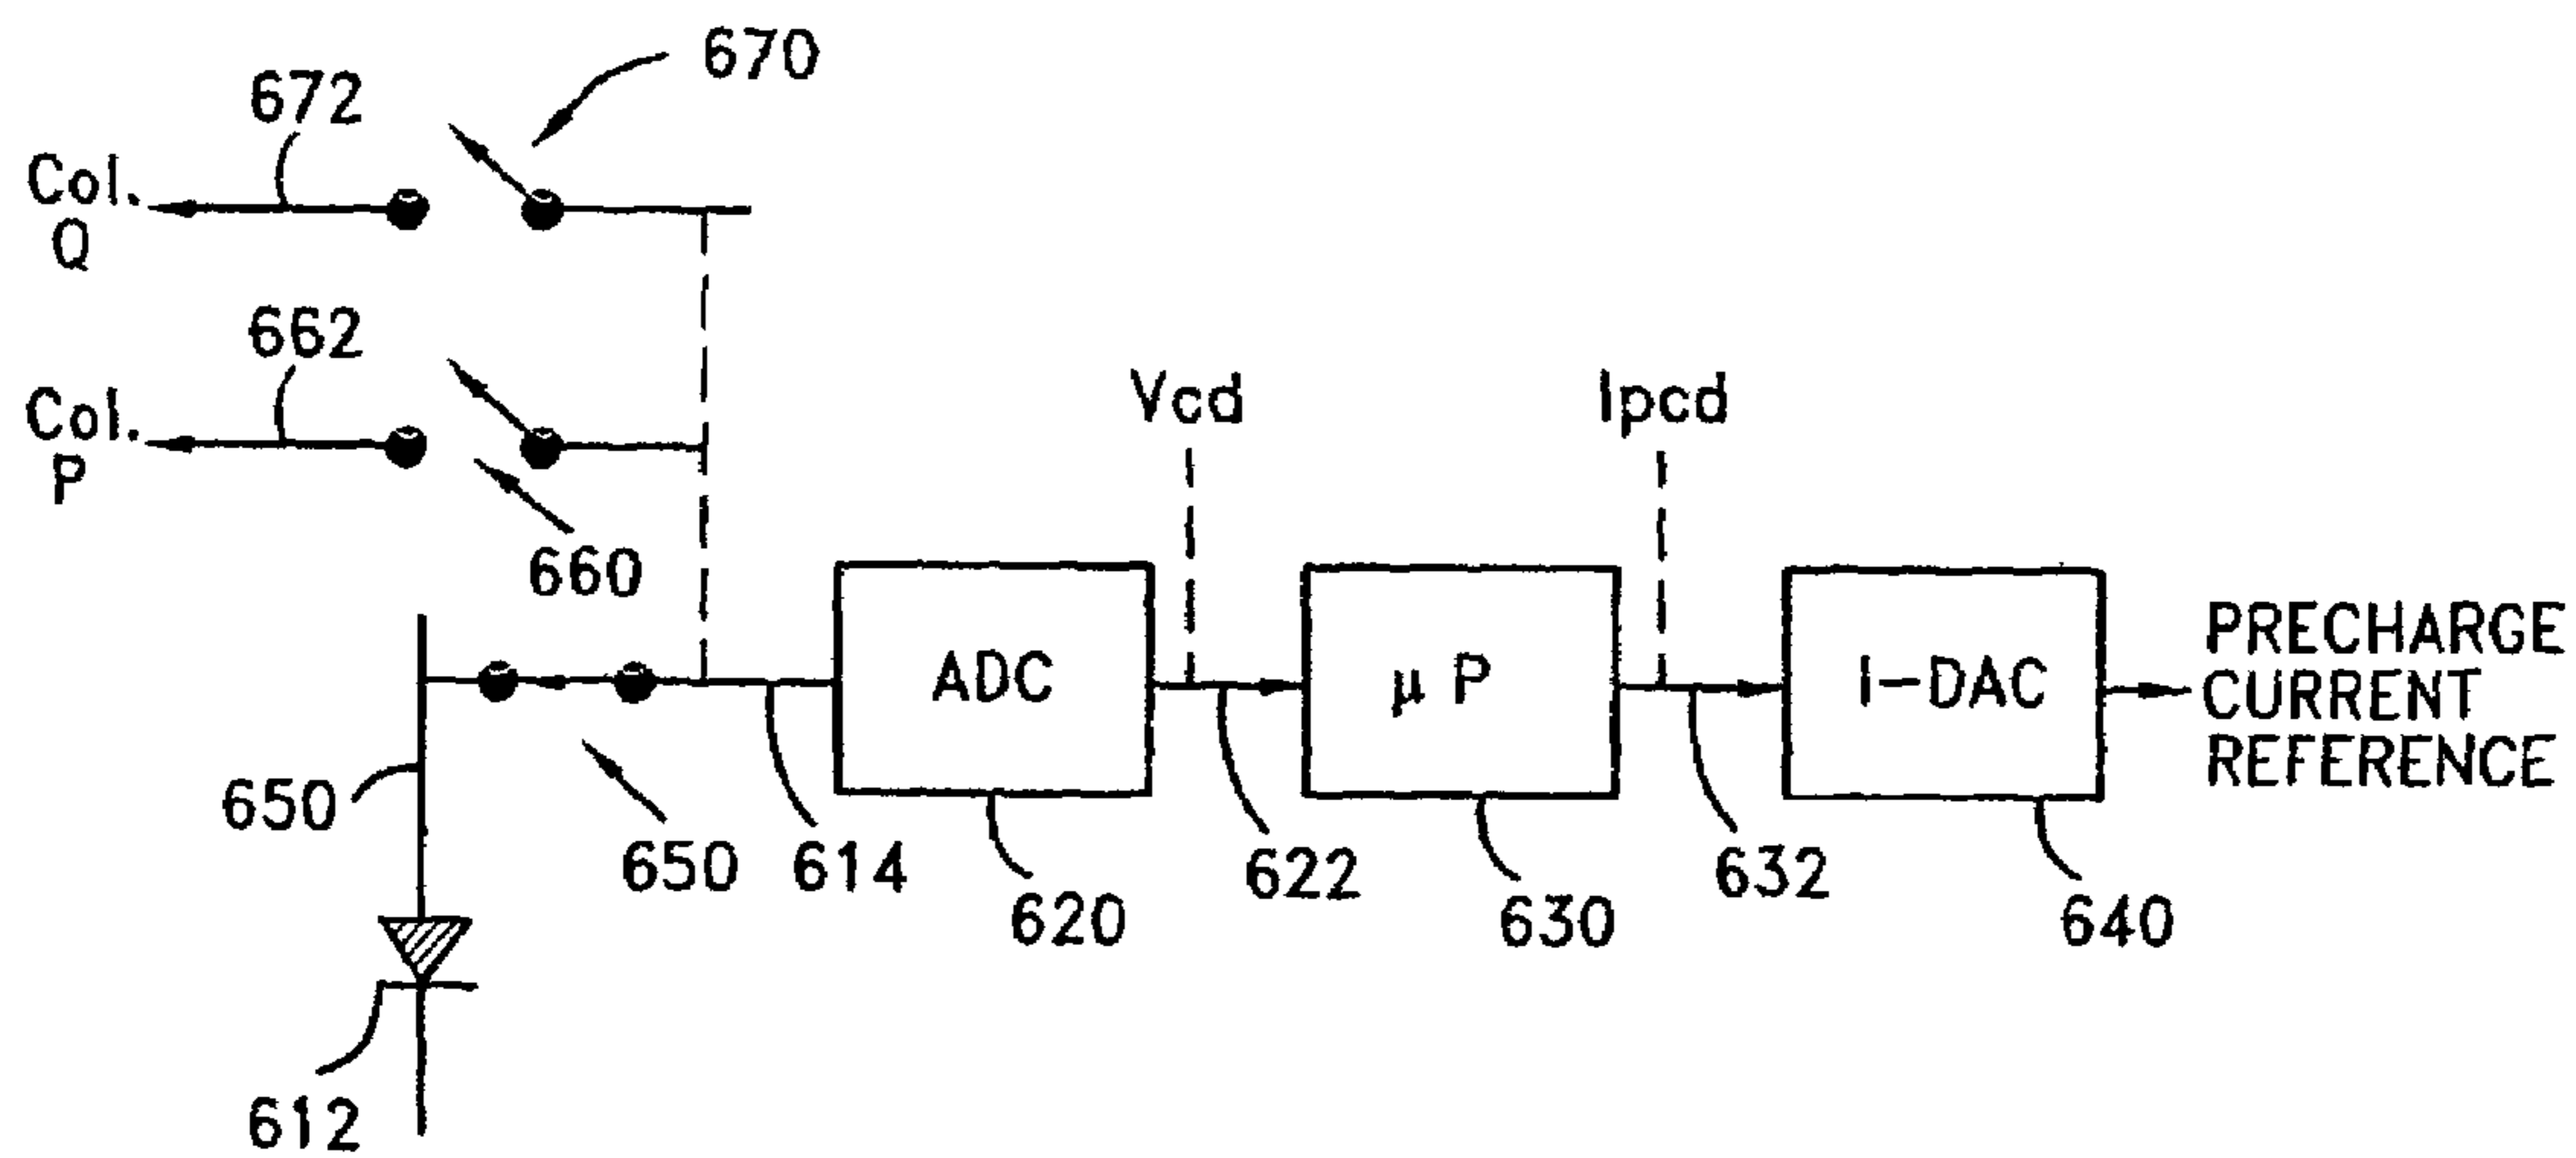 670
672
Col.
Q
662
Col.
P
660
Vcd
Ipcd
ADC
μ P
I-DAC
PRECHARGE
CURRENT
REFERENCE
650
650
614
620
622
630
632
640
612